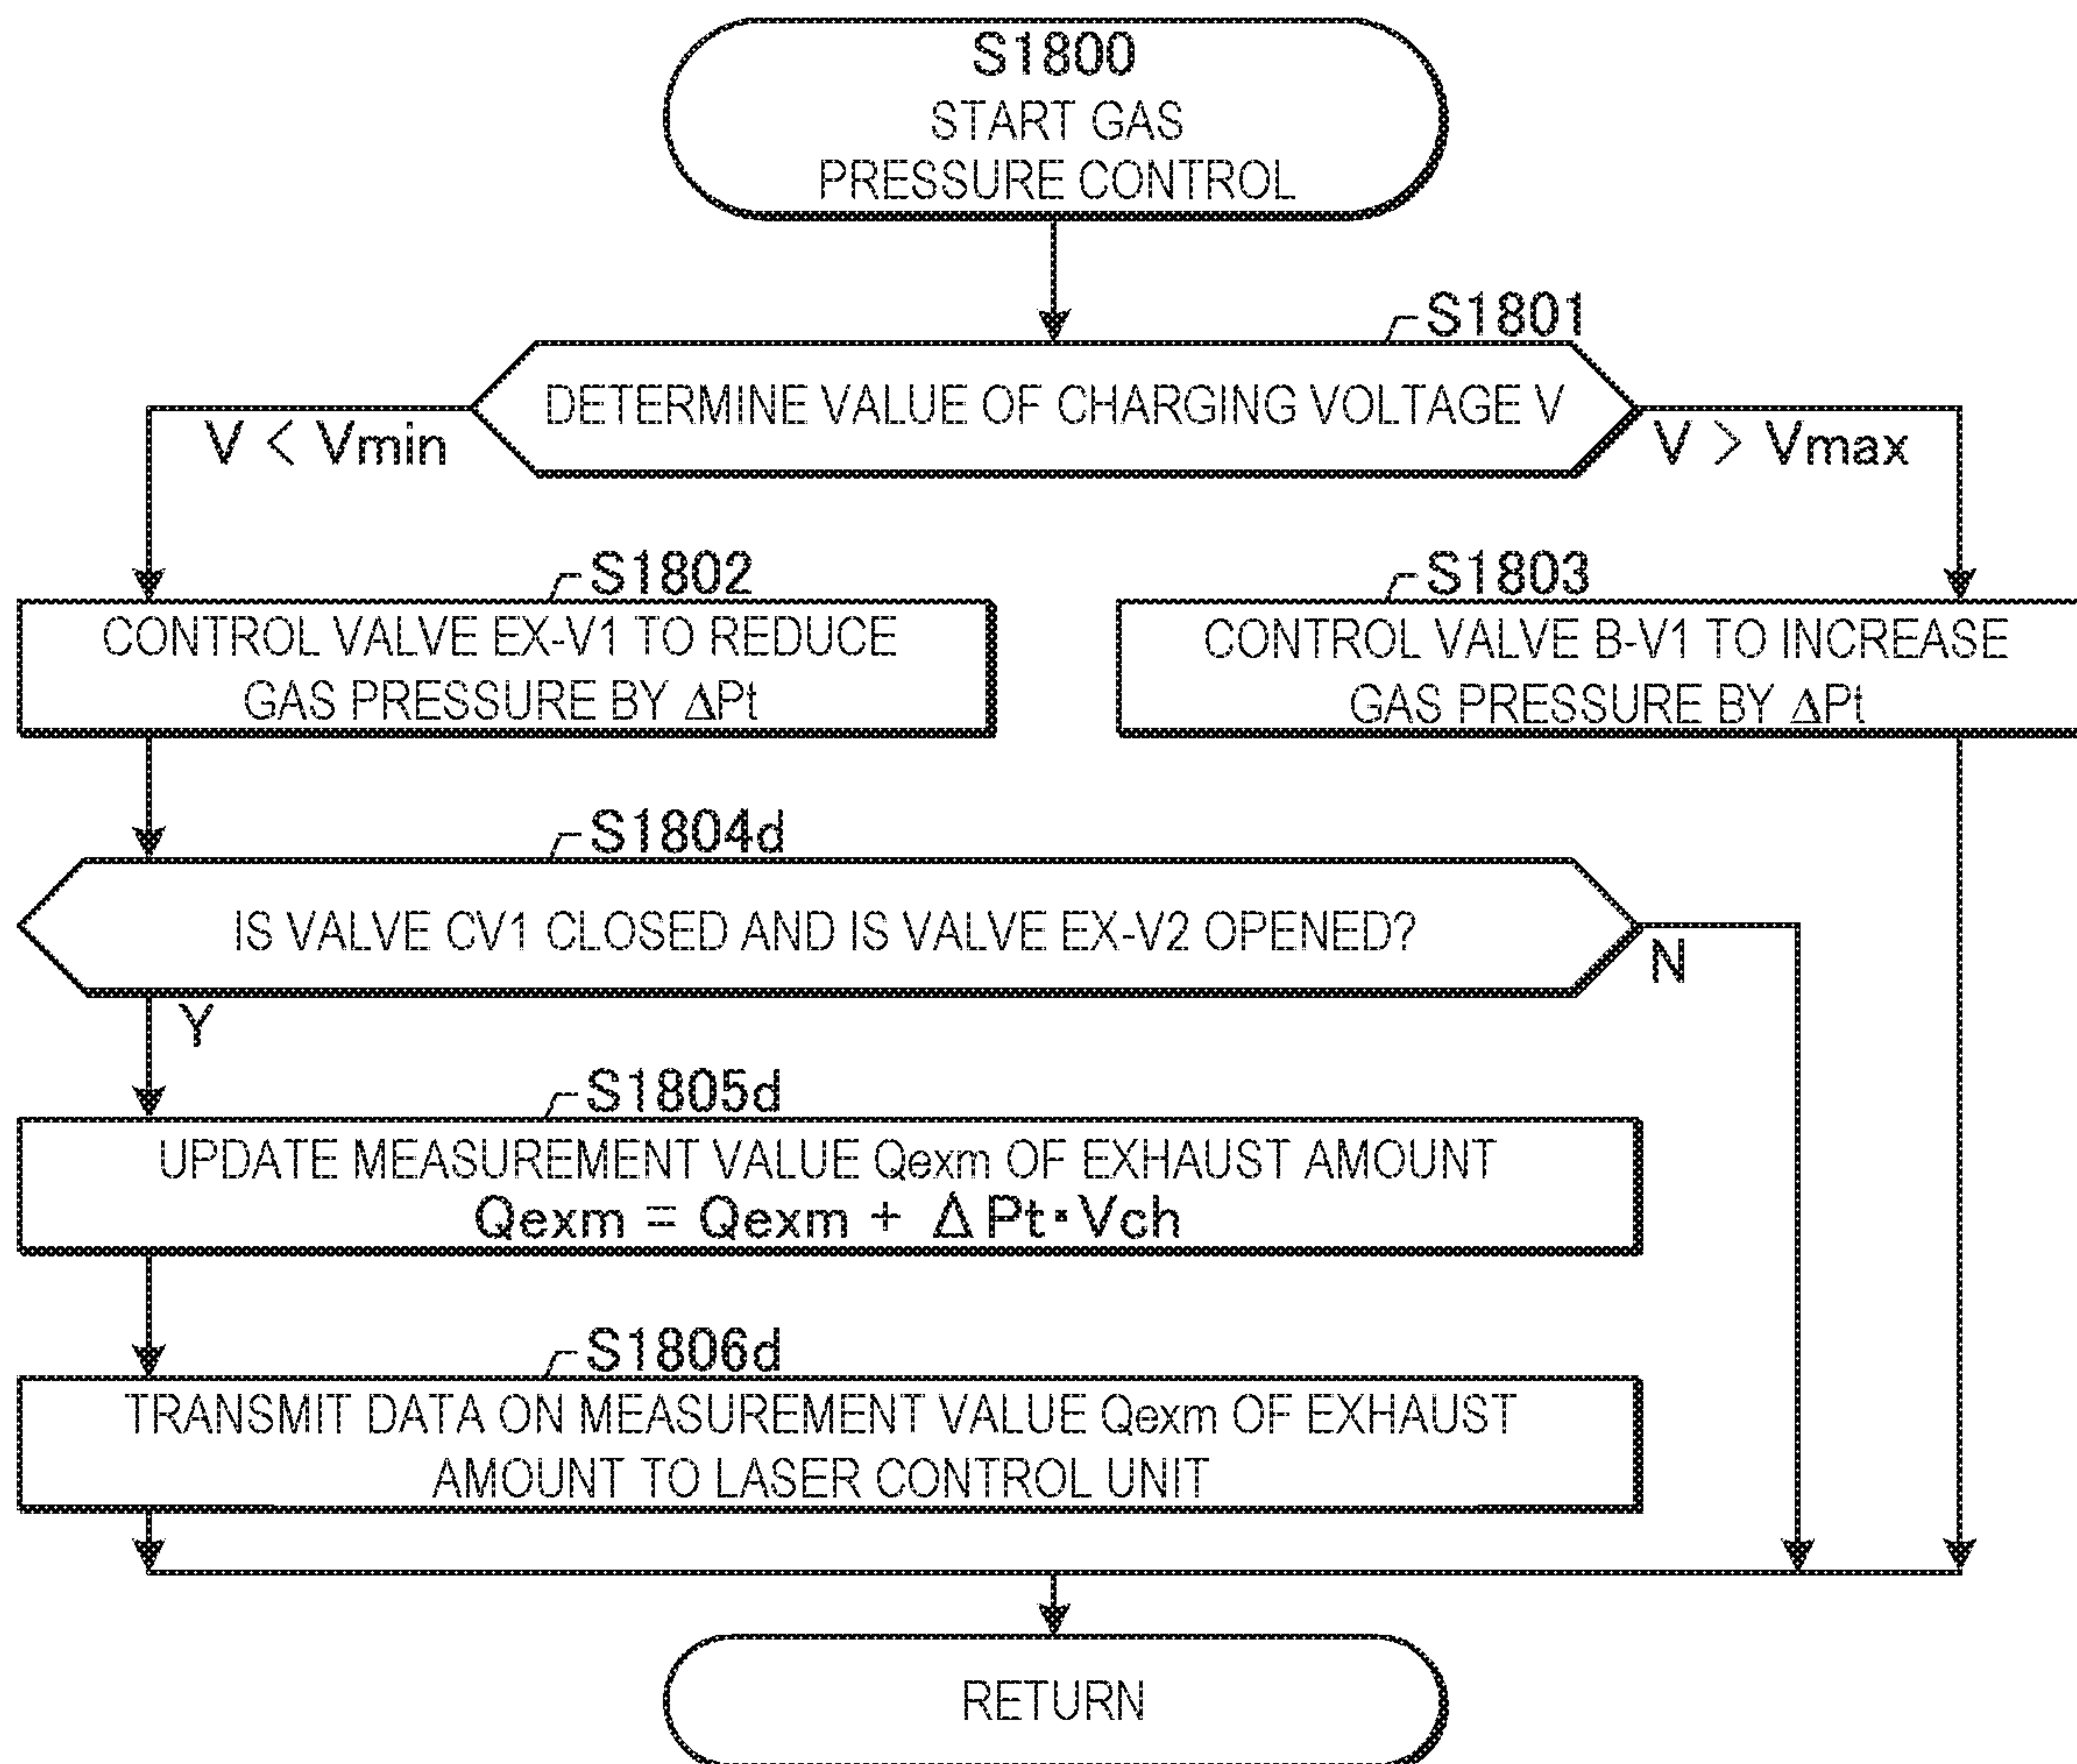 S1800
START GAS
PRESSURE CONTROL
S1801
DETERMINE VALUE OF CHARGING VOLTAGE V
V < Vmin
V > Vmax
S1802
CONTROL VALVE EX-V1 TO REDUCE
GAS PRESSURE BY ΔPt
S1803
CONTROL VALVE B-V1 TO INCREASE
GAS PRESSURE BY ΔPt
S1804d
IS VALVE CV1 CLOSED AND IS VALVE EX-V2 OPENED?
N
Y
S1805d
UPDATE MEASUREMENT VALUE Qexm OF EXHAUST AMOUNT
Qexm = Qexm + ΔPt・Vch
S1806d
TRANSMIT DATA ON MEASUREMENT VALUE Qexm OF EXHAUST
AMOUNT TO LASER CONTROL UNIT
RETURN